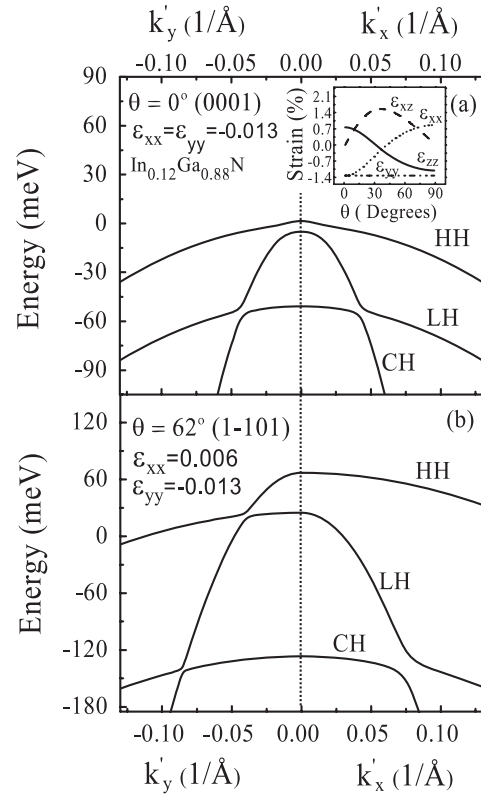 k'y (1/Å) k'x (1/Å)
-0.10 -0.05 0.00 0.05 0.10
90
60
30
0
-30
-60
-90
Energy (meV)
θ = 0° (0001)
εxx=εyy=-0.013
In0.12Ga0.88N
(a)
2.1
1.4
0.7
0.0
-0.7
-1.4
Strain (%)
εxz
εxx
εzz
εyy
0 30 60 90
θ ( Degrees)
HH
LH
CH
(b)
120
60
0
-60
-120
-180
Energy (meV)
θ = 62° (1-101)
εxx=0.006
εyy=-0.013
HH
LH
CH
-0.10 -0.05 0.00 0.05 0.10
k'y (1/Å) k'x (1/Å)